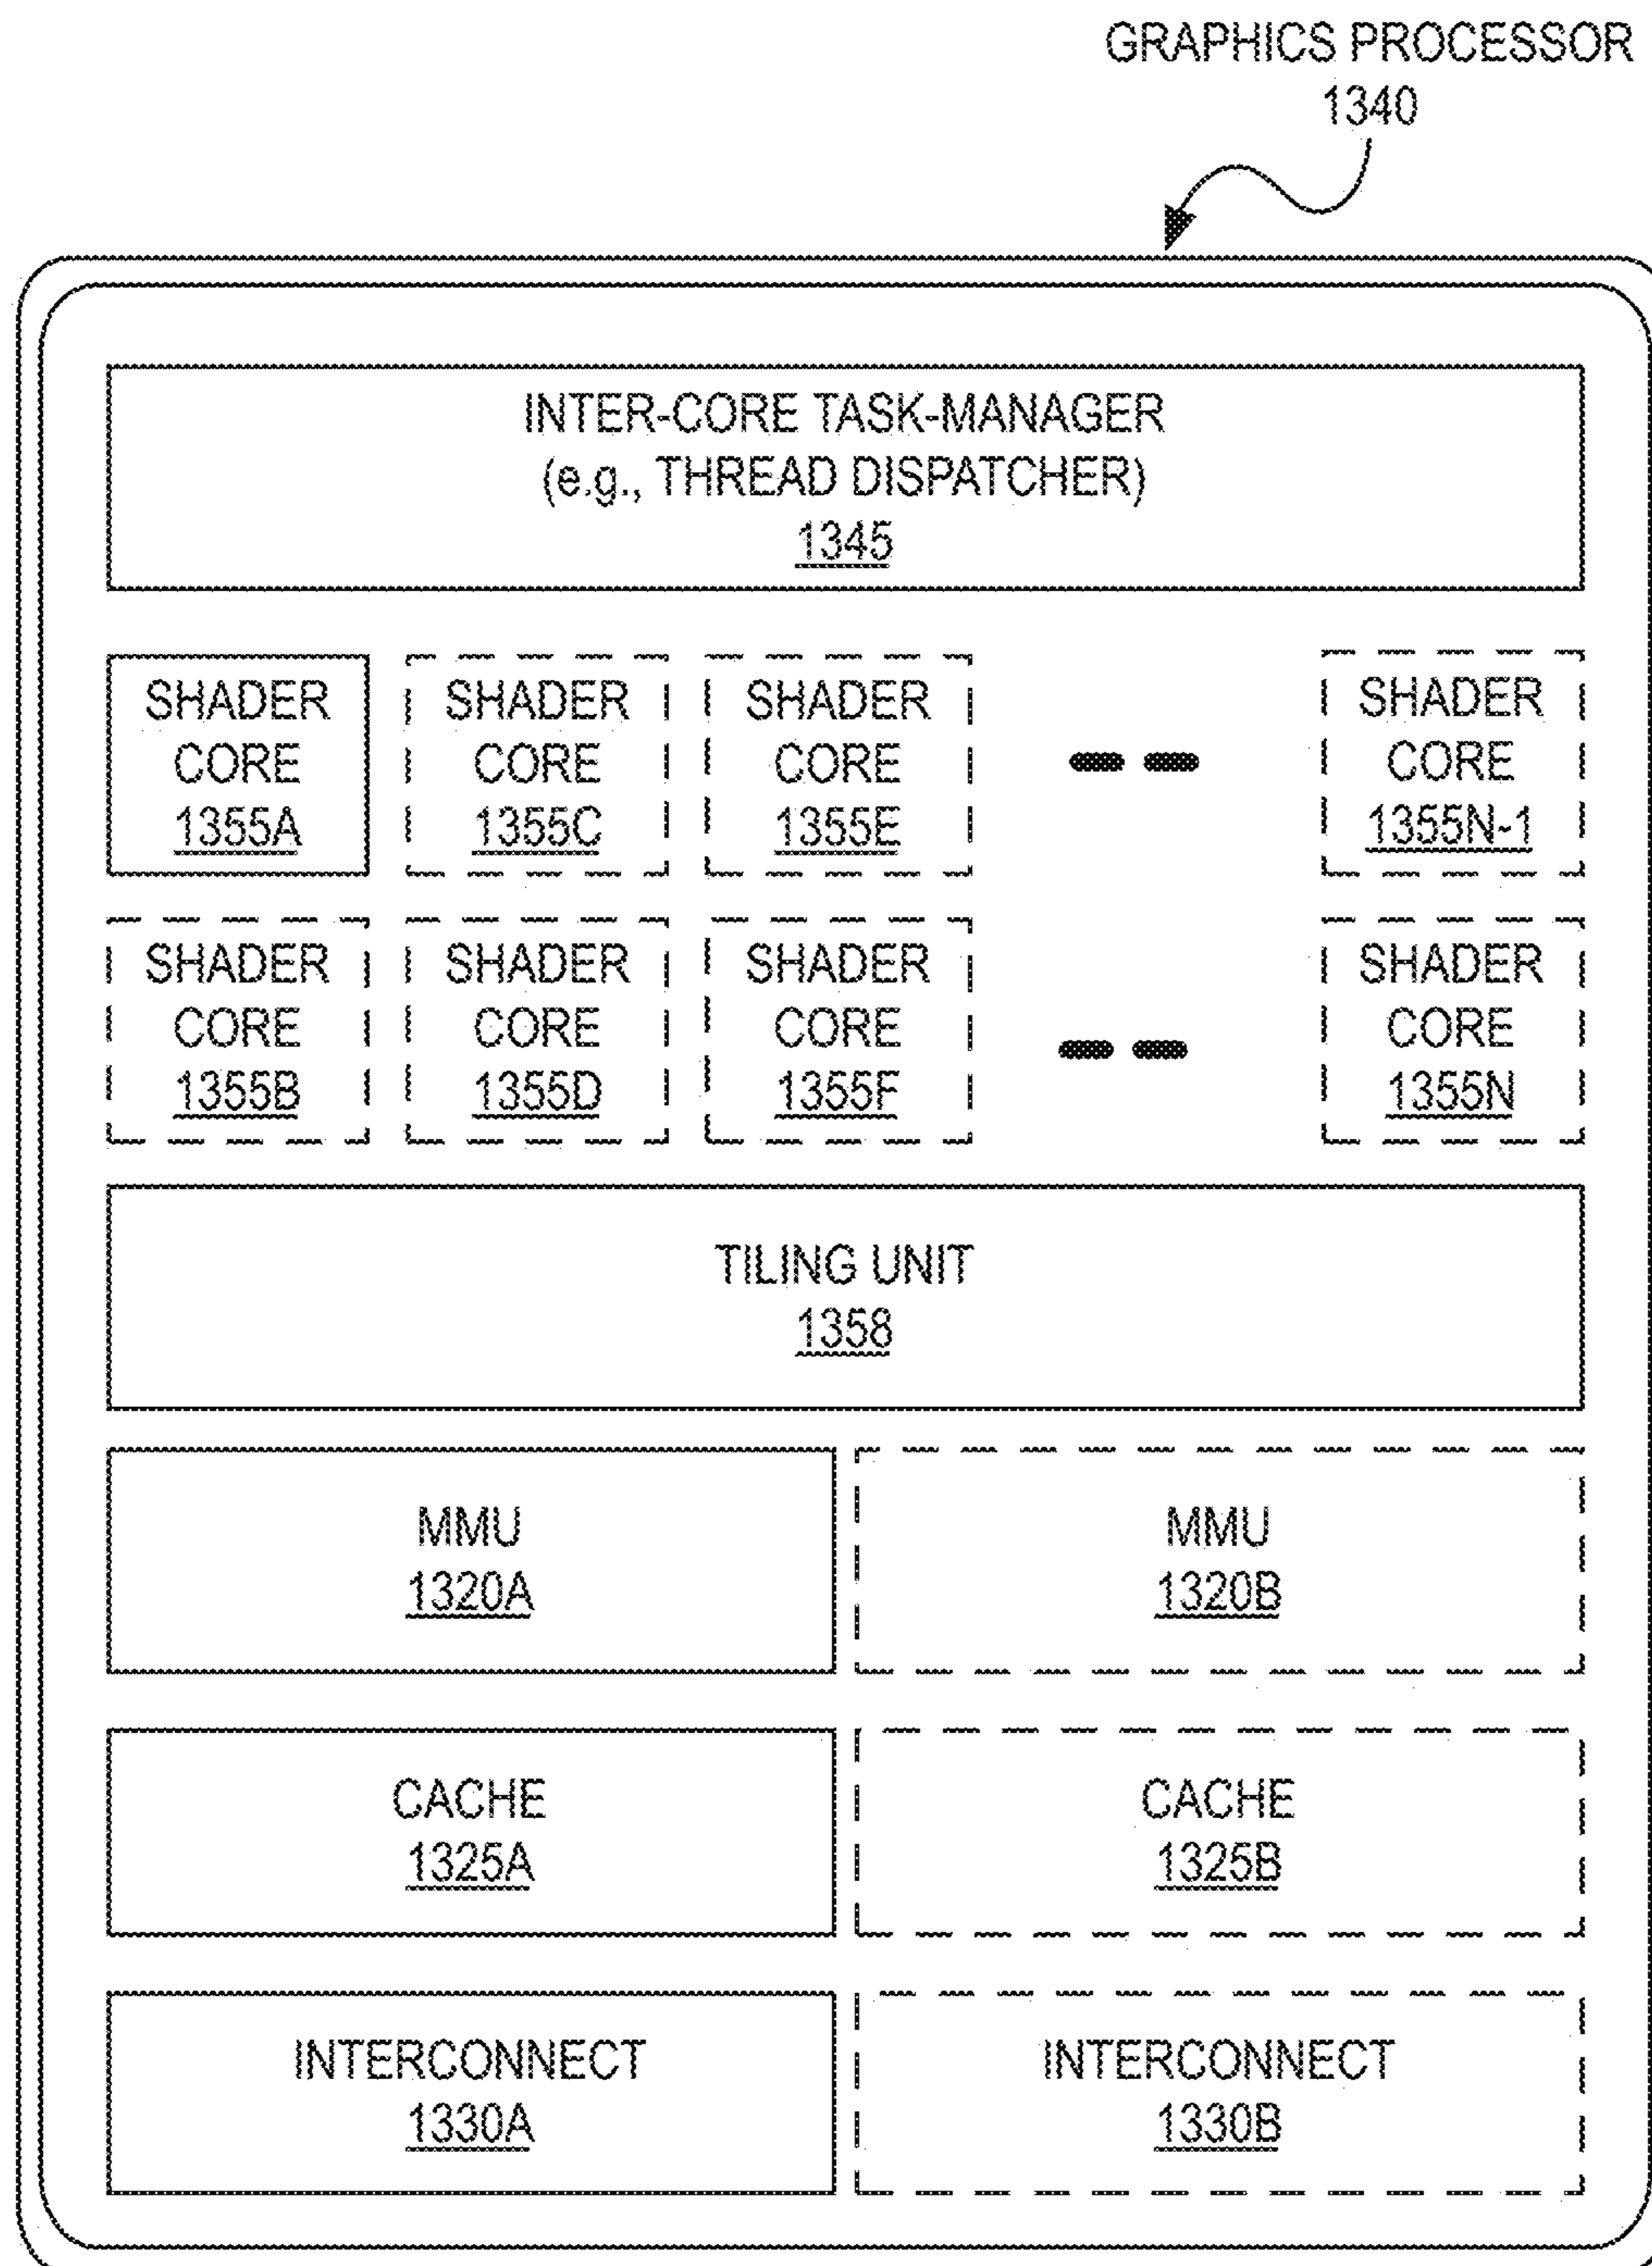 GRAPHICS PROCESSOR
1340
INTER-CORE TASK-MANAGER
(e.g., THREAD DISPATCHER)
1345
SHADER
CORE
1355A
SHADER
CORE
1355C
SHADER
CORE
1355E
SHADER
CORE
1355N-1
SHADER
CORE
1355B
SHADER
CORE
1355D
SHADER
CORE
1355F
SHADER
CORE
1355N
TILING UNIT
1358
MMU
1320A
MMU
1320B
CACHE
1325A
CACHE
1325B
INTERCONNECT
1330A
INTERCONNECT
1330B